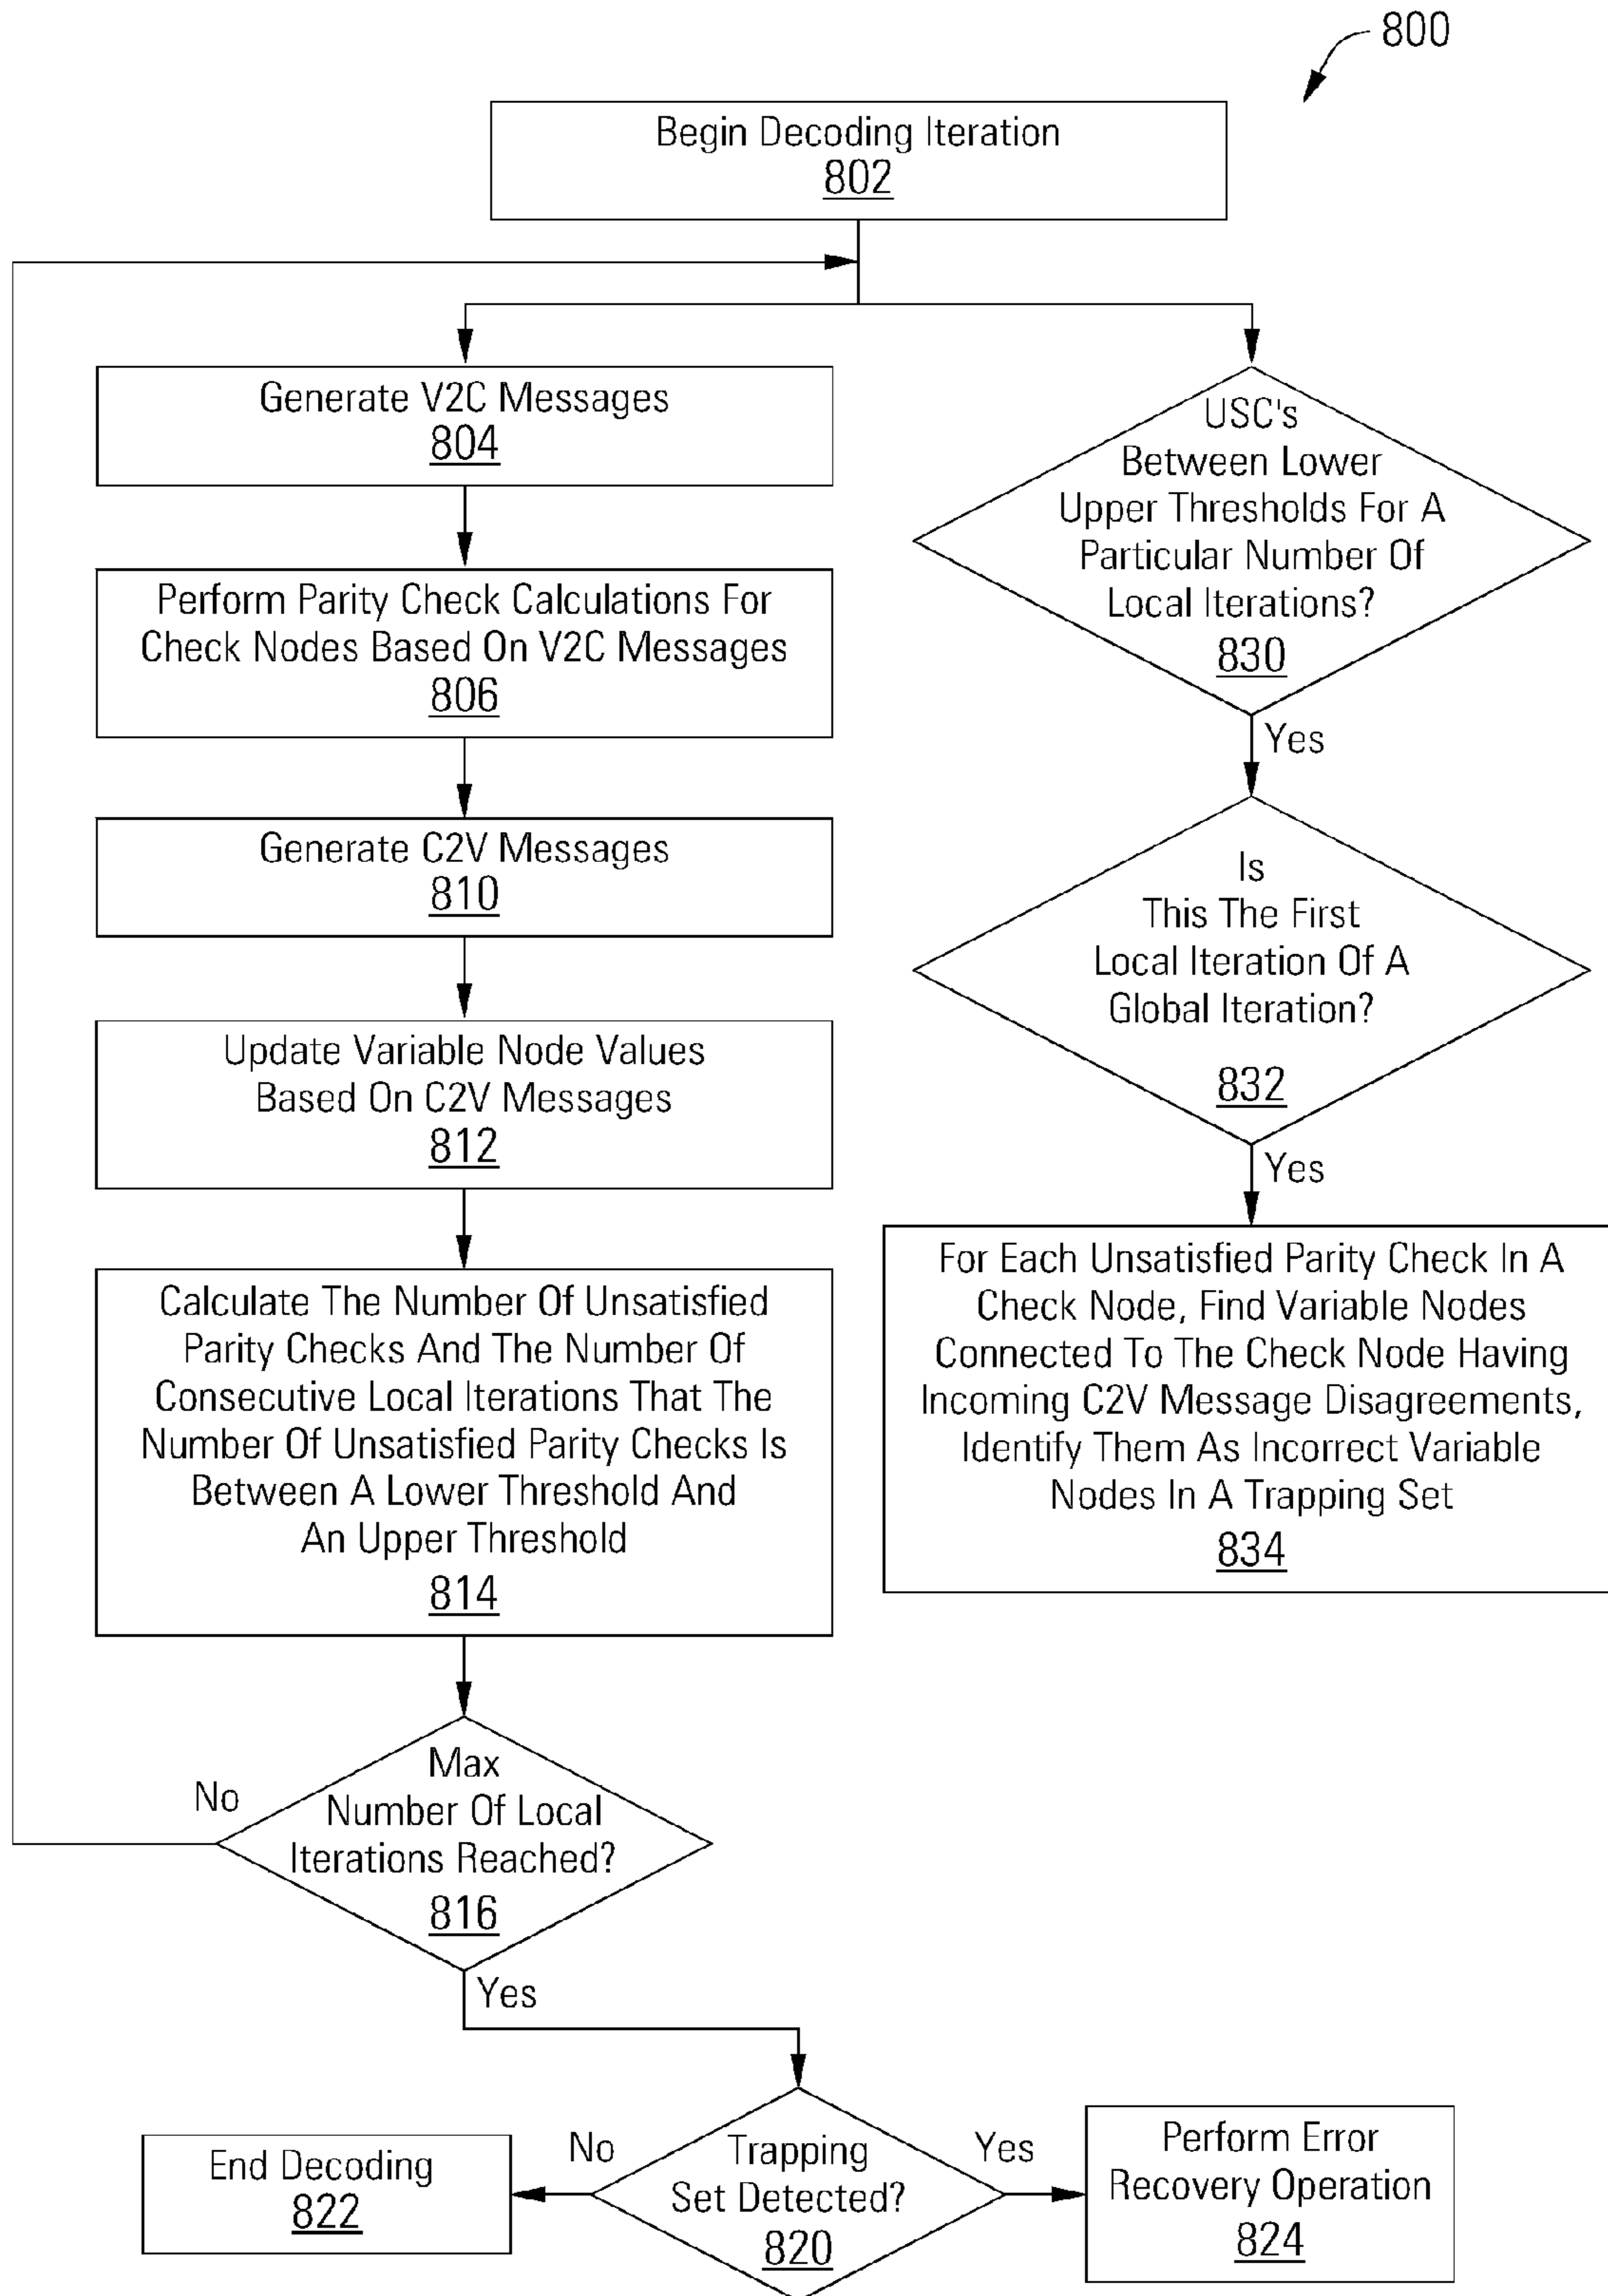 800
Begin Decoding Iteration
802
Generate V2C Messages
804
Perform Parity Check Calculations For
Check Nodes Based On V2C Messages
806
Generate C2V Messages
810
Update Variable Node Values
Based On C2V Messages
812
Calculate The Number Of Unsatisfied
Parity Checks And The Number Of
Consecutive Local Iterations That The
Number Of Unsatisfied Parity Checks Is
Between A Lower Threshold And
An Upper Threshold
814
Max
Number Of Local
Iterations Reached?
816
No
Yes
USC's
Between Lower
Upper Thresholds For A
Particular Number Of
Local Iterations?
830
Yes
Is
This The First
Local Iteration Of A
Global Iteration?
832
Yes
For Each Unsatisfied Parity Check In A
Check Node, Find Variable Nodes
Connected To The Check Node Having
Incoming C2V Message Disagreements,
Identify Them As Incorrect Variable
Nodes In A Trapping Set
834
Trapping
Set Detected?
820
No
Yes
End Decoding
822
Perform Error
Recovery Operation
824